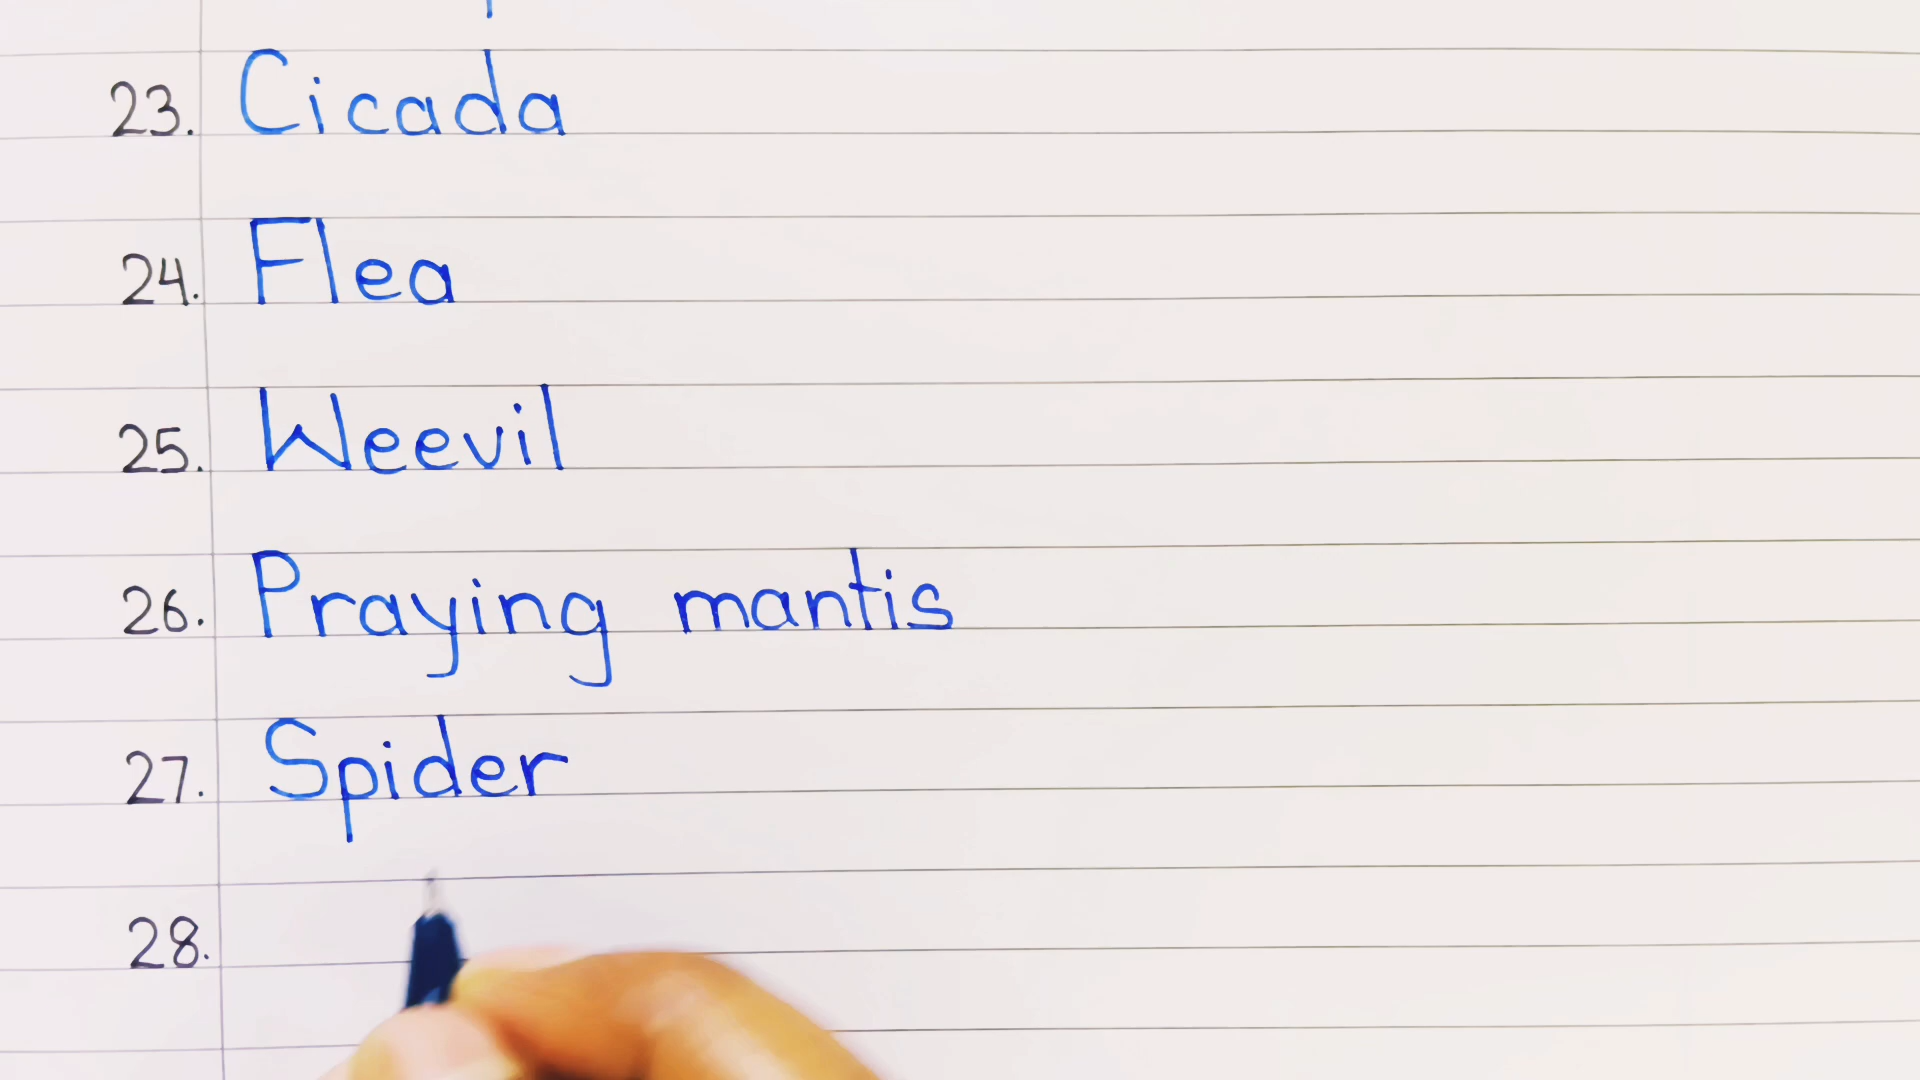 23. Cicada
24. Flea
25. Weevil
26. Praying mantis
27. Spider
28.